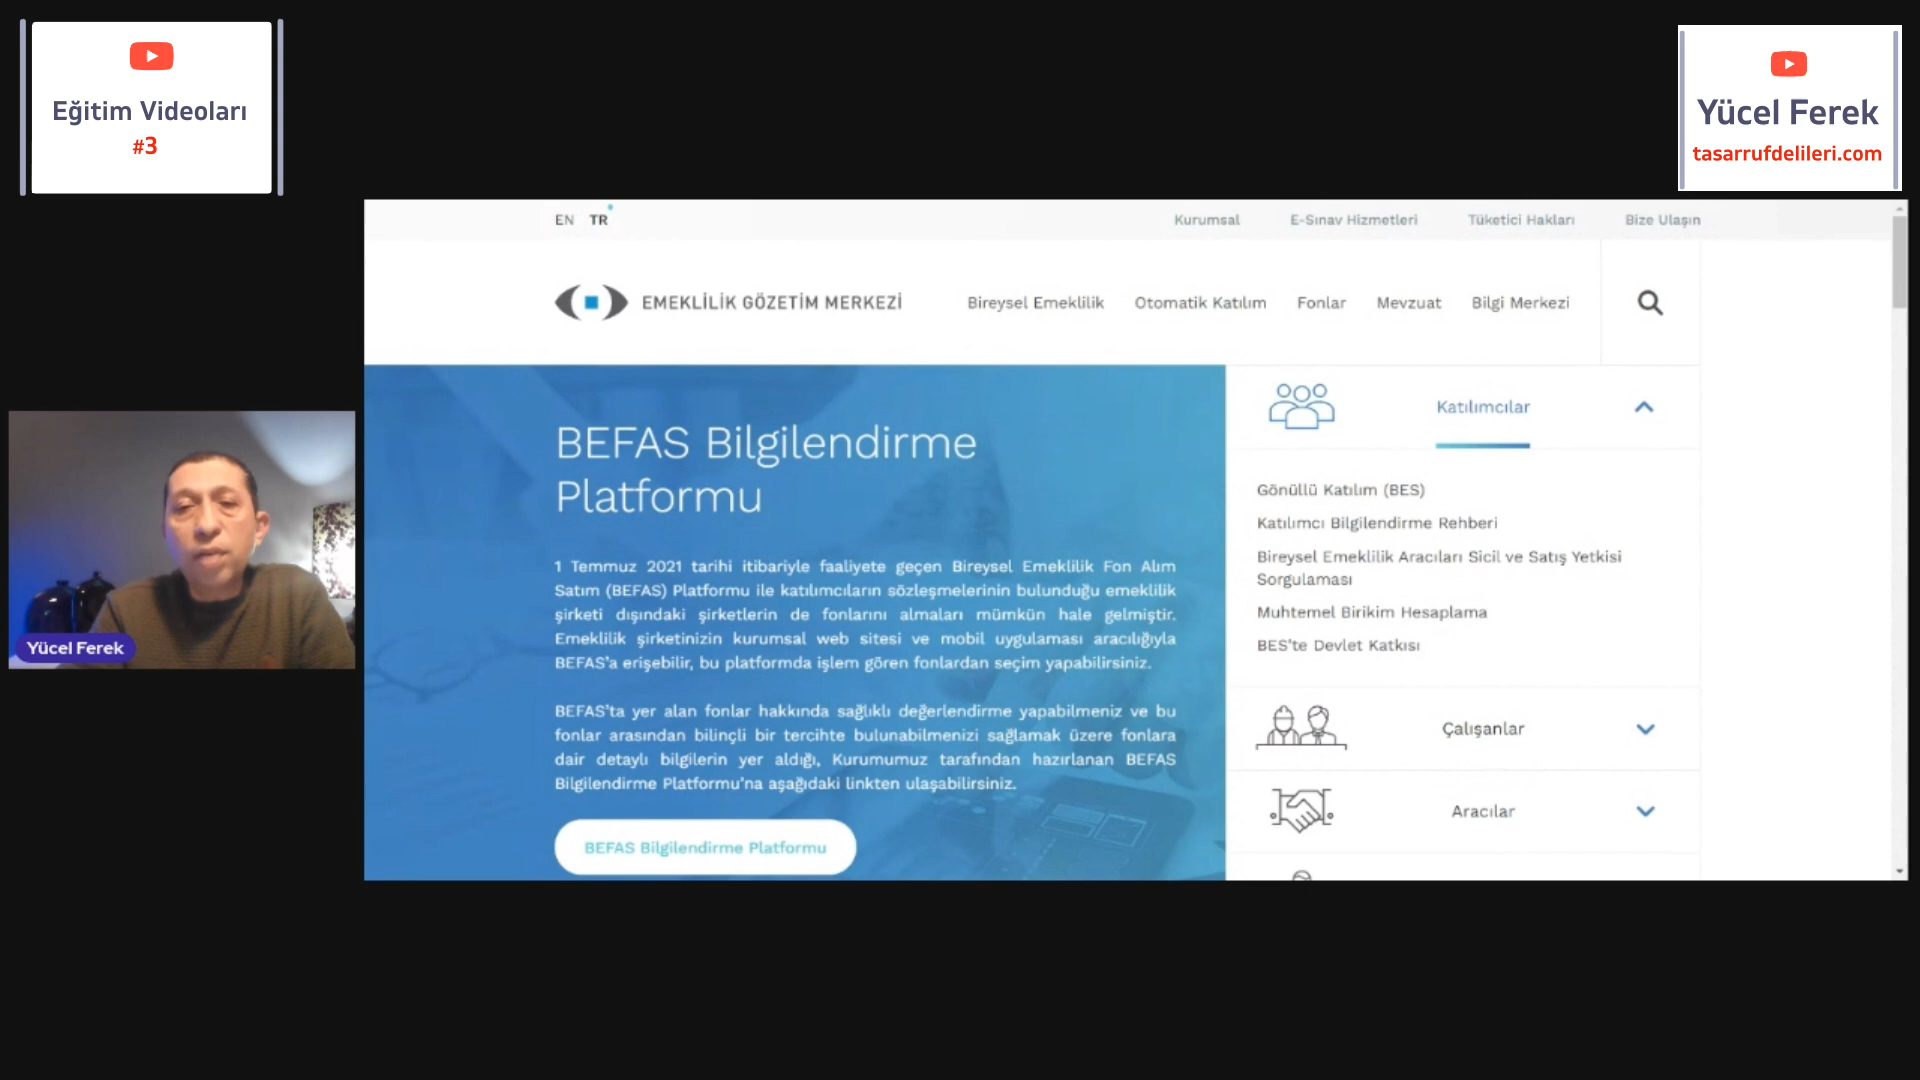 Eğitim Videoları
#3
Yücel Ferek
tasarrufdelileri.com
EN TR
Kurumsal E-Sınav Hizmetleri Tüketici Hakları Bize Ulaşın
EMEKLİLİK GÖZETİM MERKEZİ
Bireysel Emeklilik Otomatik Katılım Fonlar Mevzuat Bilgi Merkezi
BEFAS Bilgilendirme
Platformu
1 Temmuz 2021 tarihi itibariyle faaliyete geçen Bireysel Emeklilik Fon Alım
Satım (BEFAS) Platformu ile katılımcıların sözleşmelerinin bulunduğu emeklilik
şirketi dışındaki şirketlerin de fonlarını almaları mümkün hale gelmiştir.
Emeklilik şirketinizin kurumsal web sitesi ve mobil uygulaması aracılığıyla
BEFAS'a erişebilir, bu platformda işlem gören fonlardan seçim yapabilirsiniz.
BEFAS'ta yer alan fonlar hakkında sağlıklı değerlendirme yapabilmeniz ve bu
fonlar arasından bilinçli bir tercihte bulunabilmenizi sağlamak üzere fonlara
dair detaylı bilgilerin yer aldığı, Kurumumuz tarafından hazırlanan BEFAS
Bilgilendirme Platformu'na aşağıdaki linkten ulaşabilirsiniz.
BEFAS Bilgilendirme Platformu
Katılımcılar
Gönüllü Katılım (BES)
Katılımcı Bilgilendirme Rehberi
Bireysel Emeklilik Aracıları Sicil ve Satış Yetkisi
Sorgulaması
Muhtemel Birikim Hesaplama
BES'te Devlet Katkısı
Çalışanlar
Aracılar
Yücel Ferek